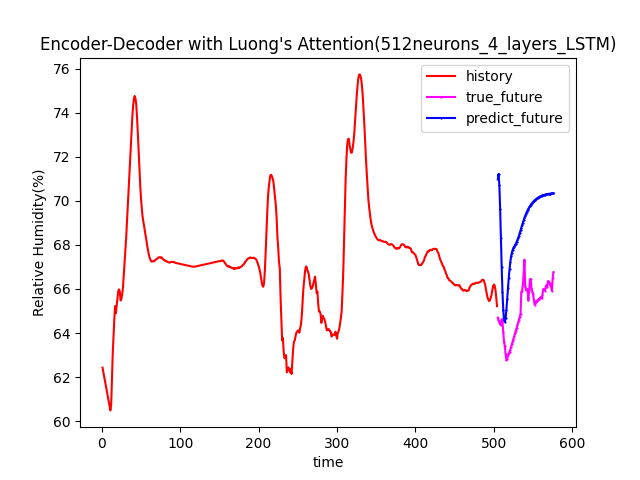 Encoder-Decoder with Luong's Attention(512neurons_4_layers_LSTM)
history
true_future
predict_future
Relative Humidity(%)
76
74
72
70
68
66
64
62
60
0 100 200 300 400 500 600
time